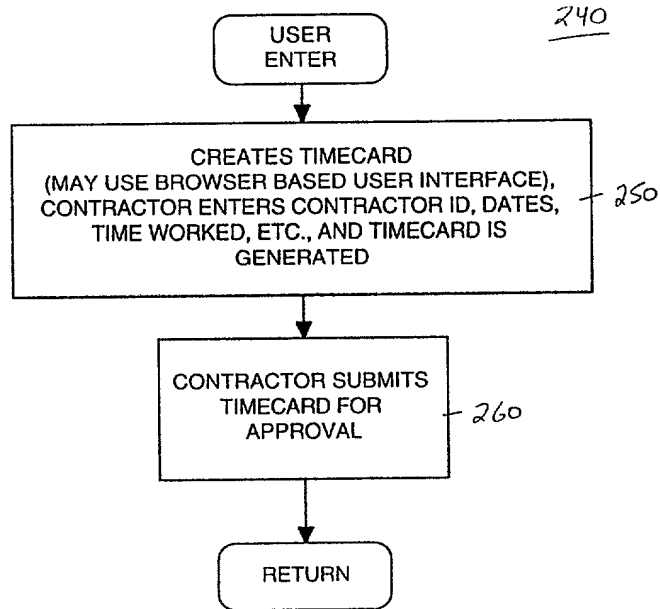 240
USER
ENTER
CREATES TIMECARD
(MAY USE BROWSER BASED USER INTERFACE),
CONTRACTOR ENTERS CONTRACTOR ID, DATES,
TIME WORKED, ETC., AND TIMECARD IS
GENERATED
250
CONTRACTOR SUBMITS
TIMECARD FOR
APPROVAL
260
RETURN